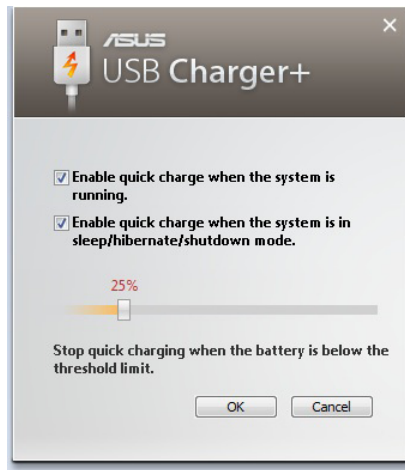 ASUS
USB Charger+
Enable quick charge when the system is
running.
Enable quick charge when the system is in
sleep/hibernate/shutdown mode.
25%
Stop quick charging when the battery is below the
threshold limit.
OK Cancel